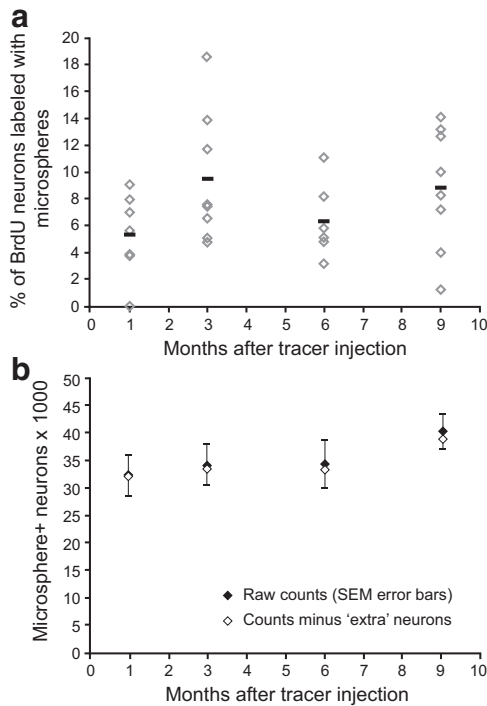 a
% of BrdU neurons labeled with
microspheres
20
18
16
14
12
10
8
6
4
2
0
0 1 2 3 4 5 6 7 8 9 10
Months after tracer injection
b
Microsphere+ neurons x 1000
50
45
40
35
30
25
20
15
10
5
0
Raw counts (SEM error bars)
Counts minus ‘extra’ neurons
0 1 2 3 4 5 6 7 8 9 10
Months after tracer injection